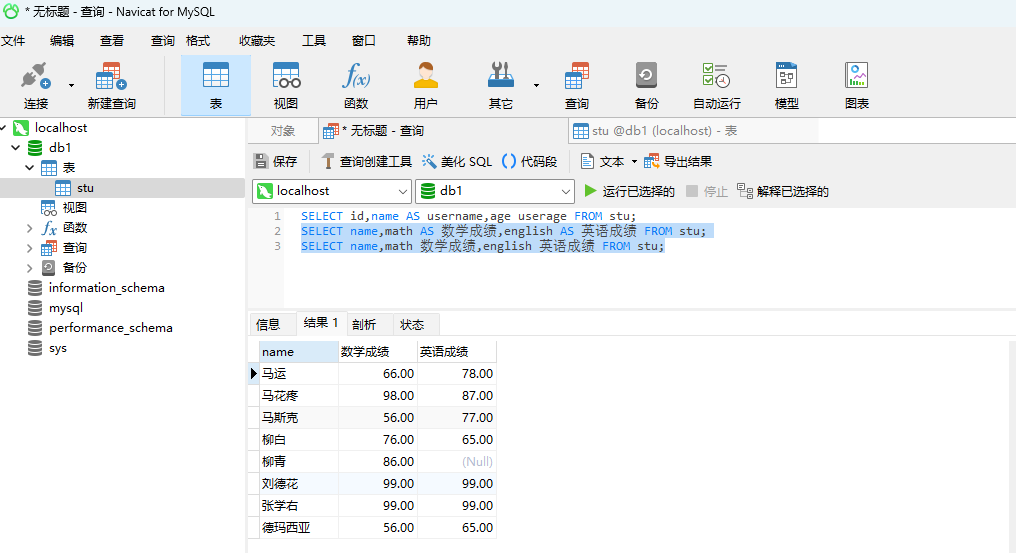 * 无标题 - 查询 - Navicat for MySQL
文件 编辑 查看 查询 格式 收藏夹 工具 窗口 帮助
连接 新建查询 表 视图 函数 用户 其它 查询 备份 自动运行 模型 图表
localhost
db1
表
stu
视图
函数
查询
备份
information_schema
mysql
performance_schema
sys
对象 * 无标题 - 查询 stu @db1 (localhost) - 表
保存 查询创建工具 美化 SQL 代码段 文本 导出结果
localhost db1 运行已选择的 停止 解释已选择的
1 SELECT id,name AS username,age userage FROM stu;
2 SELECT name,math AS 数学成绩,english AS 英语成绩 FROM stu;
3 SELECT name,math 数学成绩,english 英语成绩 FROM stu;
信息 结果 1 剖析 状态
name 数学成绩 英语成绩
马运 66.00 78.00
马花疼 98.00 87.00
马斯克 56.00 77.00
柳白 76.00 65.00
柳青 86.00 (Null)
刘德花 99.00 99.00
张学右 99.00 99.00
德玛西亚 56.00 65.00